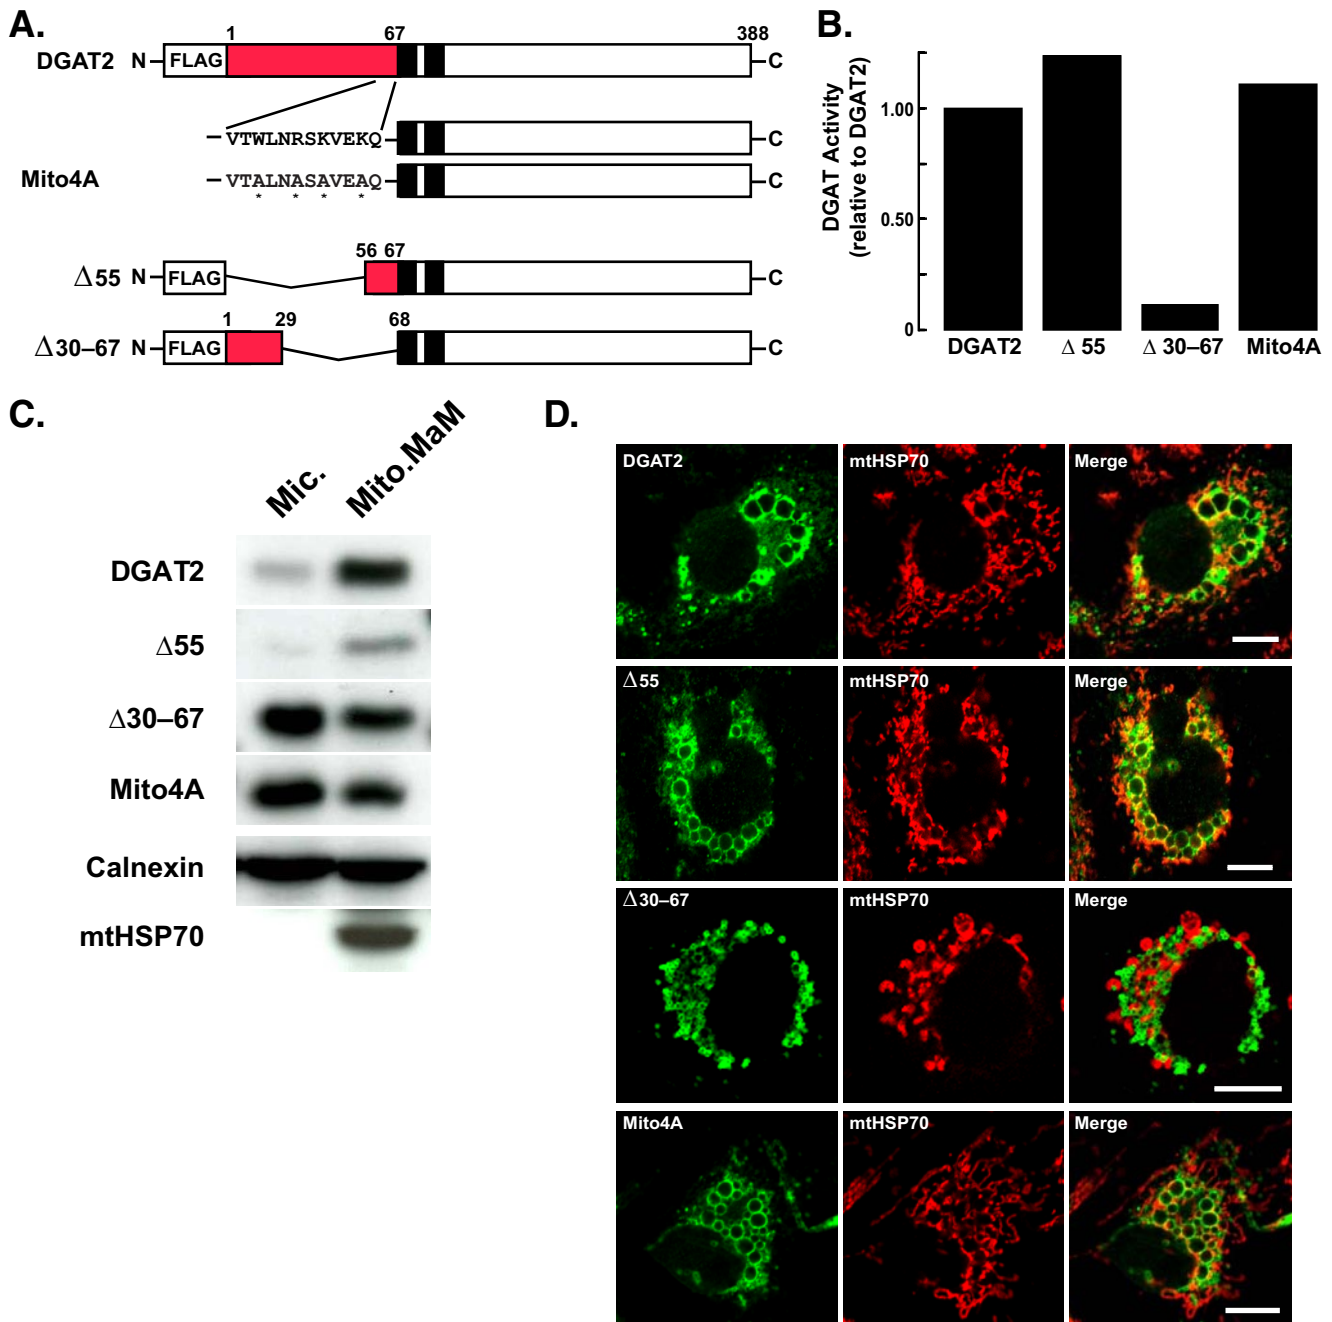 A.
1 67 388
DGAT2 N FLAG C
VTWLNRSKVEKQ C
Mito4A VTALNASAVEAQ C
* * * *
56 67
Δ55 N FLAG C
1 29 68
Δ30–67 N FLAG C
B.
DGAT Activity
(relative to DGAT2)
1.00
0.50
0
DGAT2 Δ 55 Δ 30–67 Mito4A
C.
Mic. Mito.MaM
DGAT2
Δ55
Δ30–67
Mito4A
Calnexin
mtHSP70
D.
DGAT2 mtHSP70 Merge
Δ55 mtHSP70 Merge
Δ30–67 mtHSP70 Merge
Mito4A mtHSP70 Merge